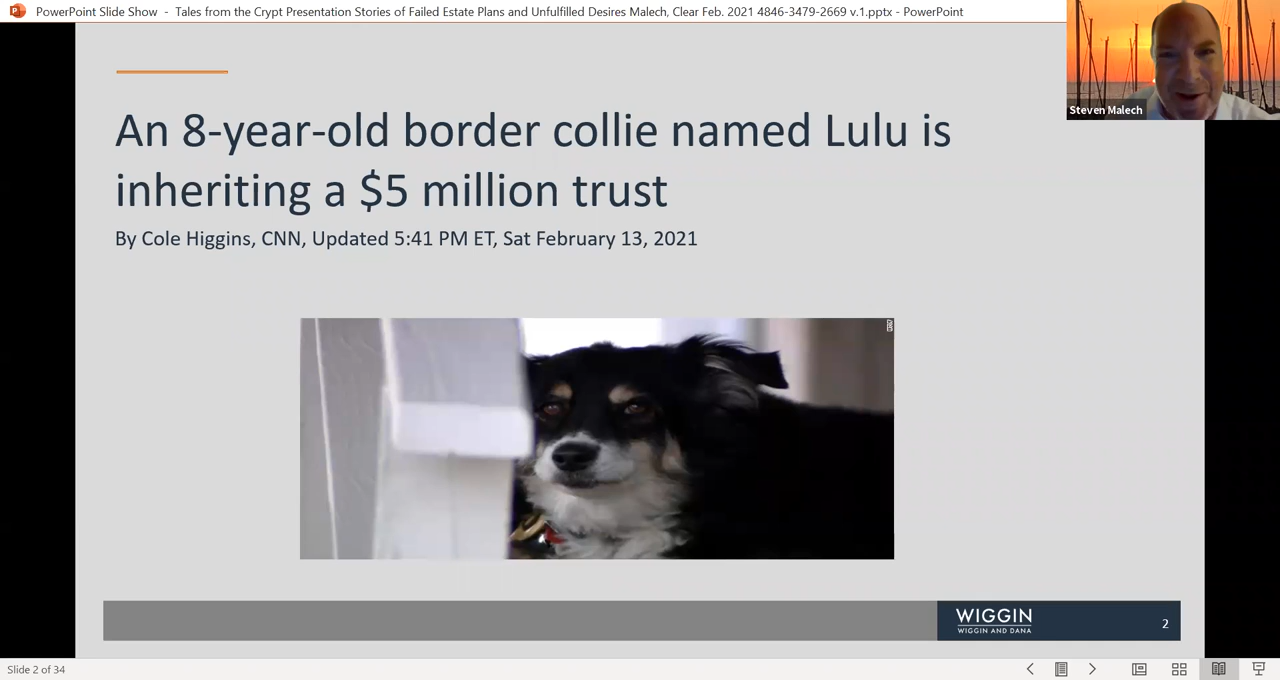 PowerPoint Slide Show - Tales from the Crypt Presentation Stories of Failed Estate Plans and Unfulfilled Desires Malech, Clear Feb. 2021 4846-3479-2669 v.1.pptx - PowerPoint
Steven Malech
An 8-year-old border collie named Lulu is
inheriting a $5 million trust
By Cole Higgins, CNN, Updated 5:41 PM ET, Sat February 13, 2021
WIGGIN
WIGGIN AND DANA
2
Slide 2 of 34